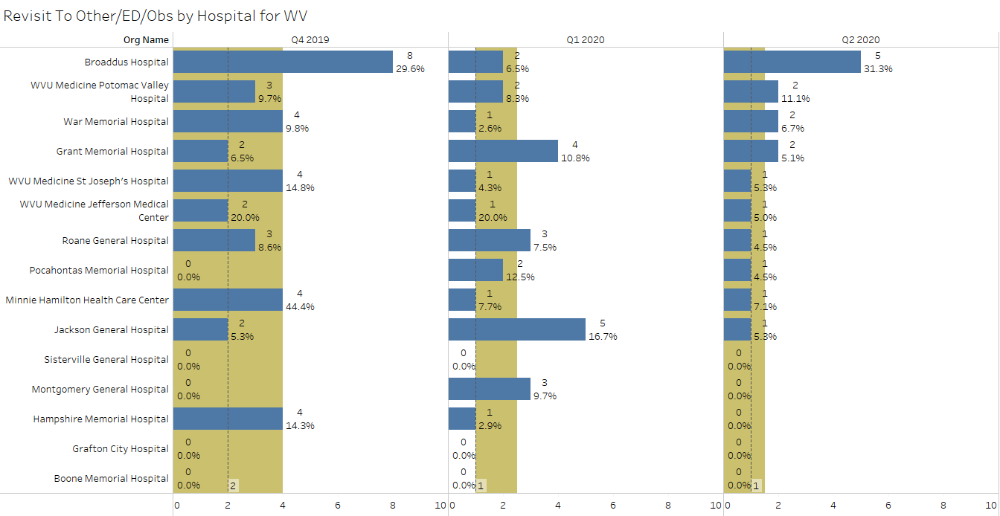 Revisit To Other/ED/Obs by Hospital for WV
Org Name Q4 2019 Q1 2020 Q2 2020
Broaddus Hospital 8 29.6% 2 6.5% 5 31.3%
WVU Medicine Potomac Valley
Hospital 3 9.7% 2 8.3% 2 11.1%
War Memorial Hospital 4 9.8% 1 2.6% 2 6.7%
Grant Memorial Hospital 2 6.5% 4 10.8% 2 5.1%
WVU Medicine St Joseph's Hospital 4 14.8% 1 4.3% 1 5.3%
WVU Medicine Jefferson Medical
Center 2 20.0% 1 20.0% 1 5.0%
Roane General Hospital 3 8.6% 3 7.5% 1 4.5%
Pocahontas Memorial Hospital 0 0.0% 2 12.5% 1 4.5%
Minnie Hamilton Health Care Center 4 44.4% 1 7.7% 1 7.1%
Jackson General Hospital 2 5.3% 5 16.7% 1 5.3%
Sisterville General Hospital 0 0.0% 0 0.0% 0 0.0%
Montgomery General Hospital 0 0.0% 3 9.7% 0 0.0%
Hampshire Memorial Hospital 4 14.3% 1 2.9% 0 0.0%
Grafton City Hospital 0 0.0% 0 0.0% 0 0.0%
Boone Memorial Hospital 0 0.0% 2 0 0.0% 1 0 0.0% 1
0 2 4 6 8 10 0 2 4 6 8 10 0 2 4 6 8 10